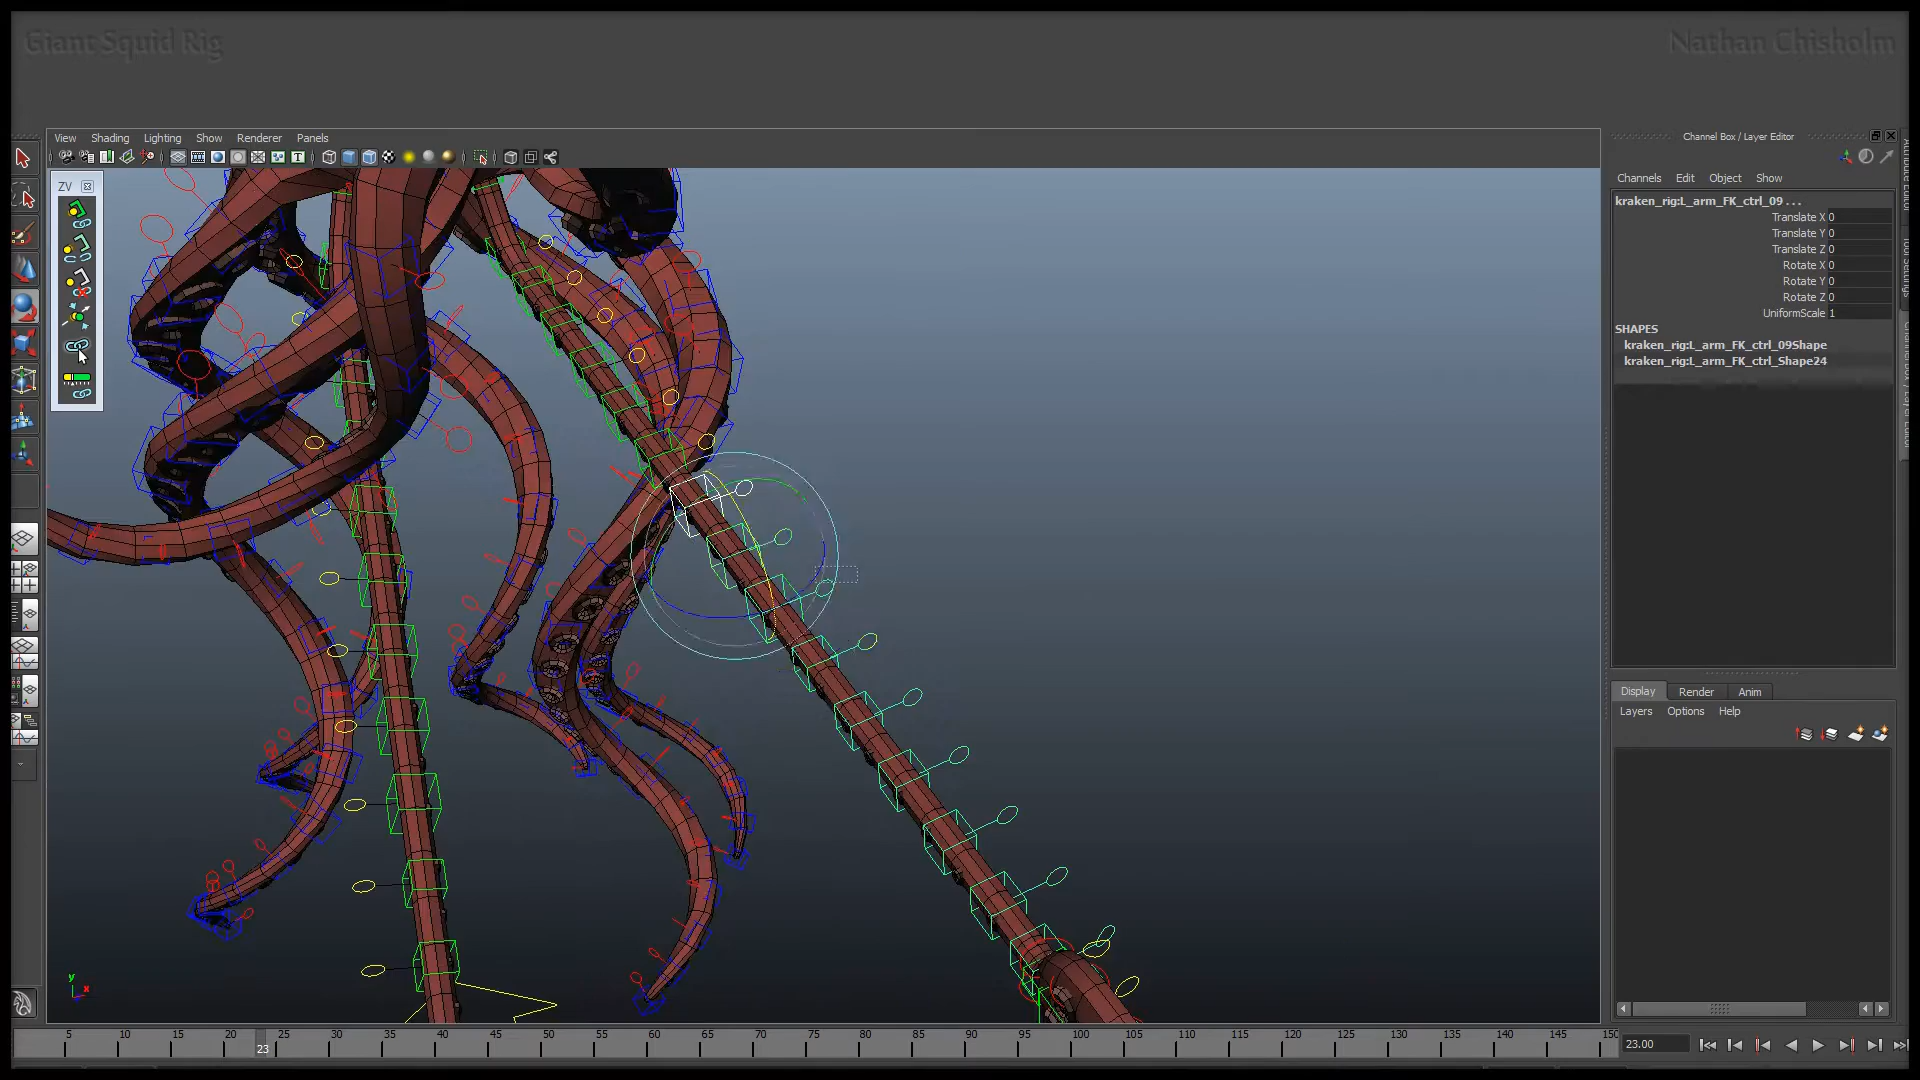 Giant Squid Rig
Nathan Chisholm
View Shading Lighting Show Renderer Panels
Channel Box / Layer Editor
ZV
Channels Edit Object Show
kraken_rig:L_arm_FK_ctrl_09 ...
Translate X 0
Translate Y 0
Translate Z 0
Rotate X 0
Rotate Y 0
Rotate Z 0
UniformScale 1
SHAPES
kraken_rig:L_arm_FK_ctrl_09Shape
kraken_rig:L_arm_FK_ctrl_Shape24
Display Render Anim
Layers Options Help
y
x
5 10 15 20 25 30 35 40 45 50 55 60 65 70 75 80 85 90 95 100 105 110 115 120 125 130 135 140 145
23
23.00